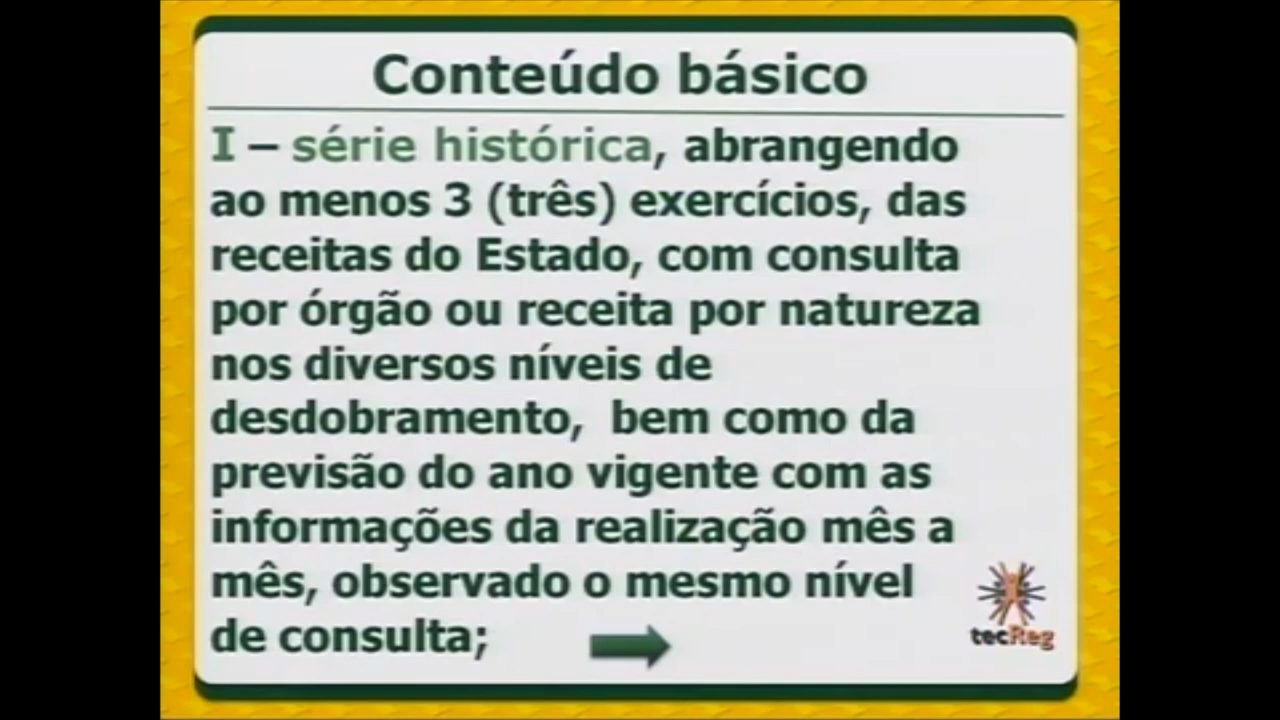 Conteúdo básico
I – série histórica, abrangendo
ao menos 3 (três) exercícios, das
receitas do Estado, com consulta
por órgão ou receita por natureza
nos diversos níveis de
desdobramento, bem como da
previsão do ano vigente com as
informações da realização mês a
mês, observado o mesmo nível
de consulta;
tecReg